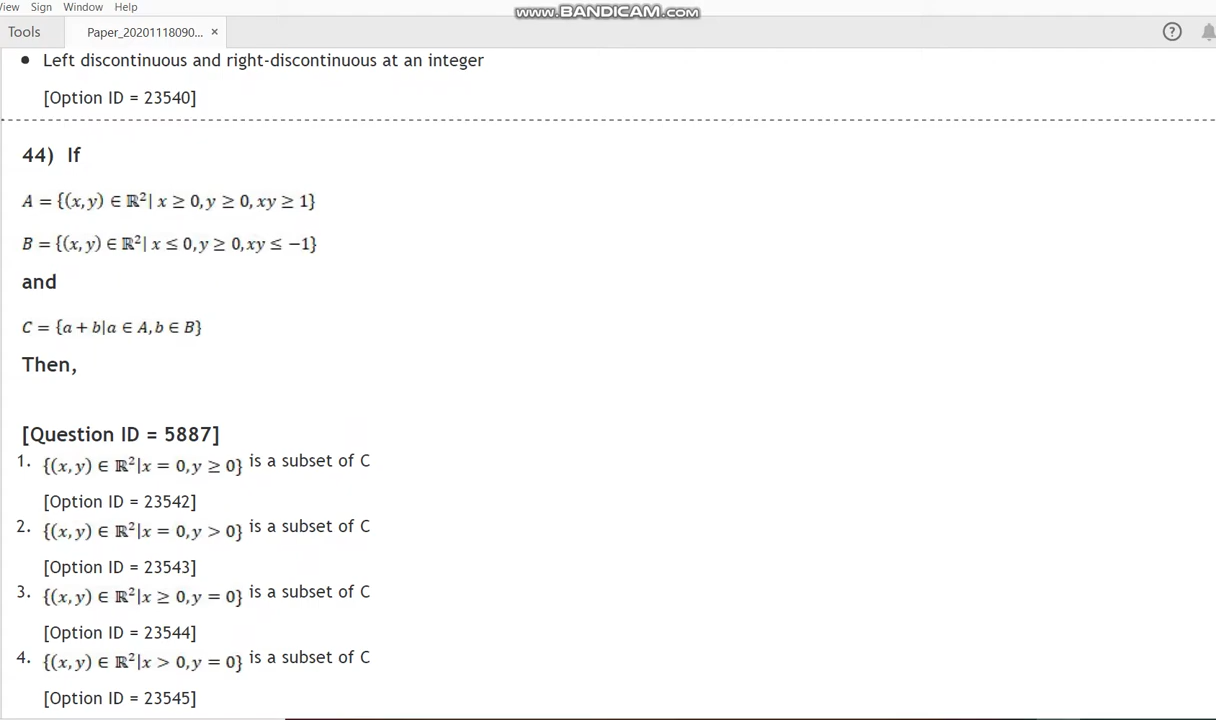 View Sign Window Help
www.BANDICAM.com
Tools Paper_20201118090... ×
• Left discontinuous and right-discontinuous at an integer
[Option ID = 23540]
44) If
A = {(x, y) ∈ ℝ²| x ≥ 0, y ≥ 0, xy ≥ 1}
B = {(x, y) ∈ ℝ²| x ≤ 0, y ≥ 0, xy ≤ −1}
and
C = {a + b|a ∈ A, b ∈ B}
Then,
[Question ID = 5887]
1. {(x, y) ∈ ℝ²|x = 0, y ≥ 0} is a subset of C
[Option ID = 23542]
2. {(x, y) ∈ ℝ²|x = 0, y > 0} is a subset of C
[Option ID = 23543]
3. {(x, y) ∈ ℝ²|x ≥ 0, y = 0} is a subset of C
[Option ID = 23544]
4. {(x, y) ∈ ℝ²|x > 0, y = 0} is a subset of C
[Option ID = 23545]